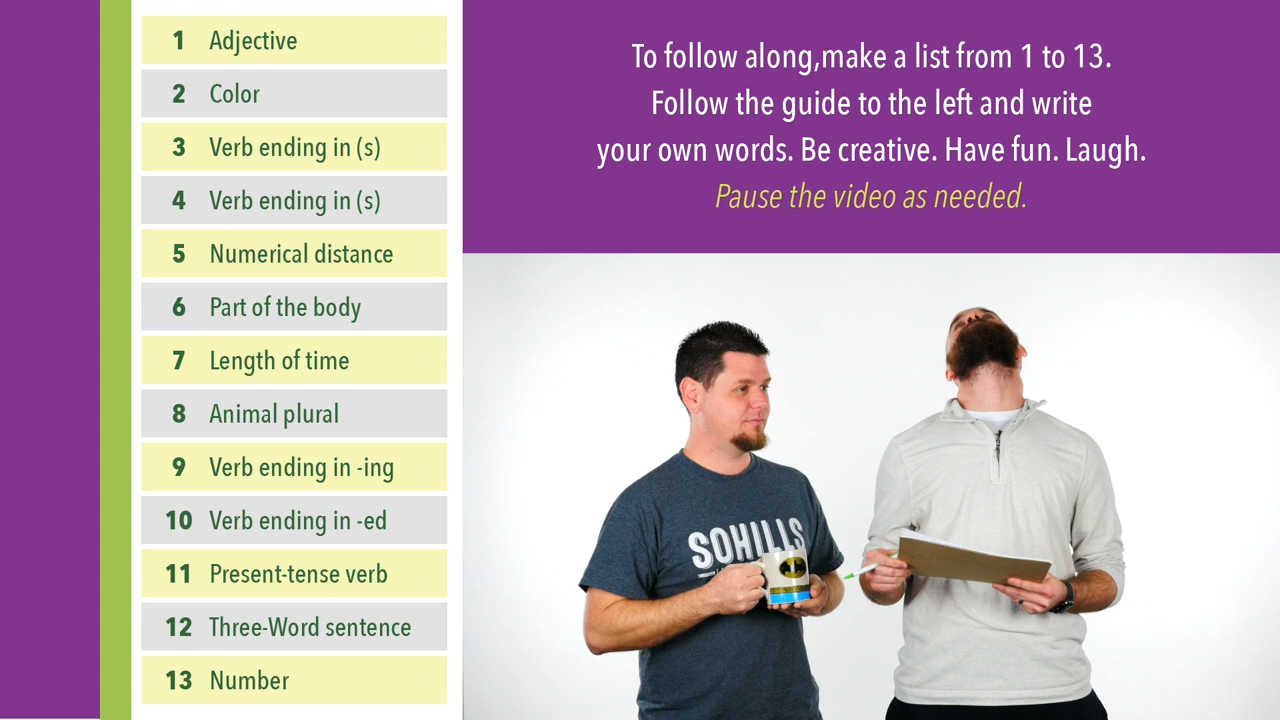 1 Adjective
2 Color
3 Verb ending in (s)
4 Verb ending in (s)
5 Numerical distance
6 Part of the body
7 Length of time
8 Animal plural
9 Verb ending in -ing
10 Verb ending in -ed
11 Present-tense verb
12 Three-Word sentence
13 Number
To follow along,make a list from 1 to 13.
Follow the guide to the left and write
your own words. Be creative. Have fun. Laugh.
Pause the video as needed.
SOHILLS